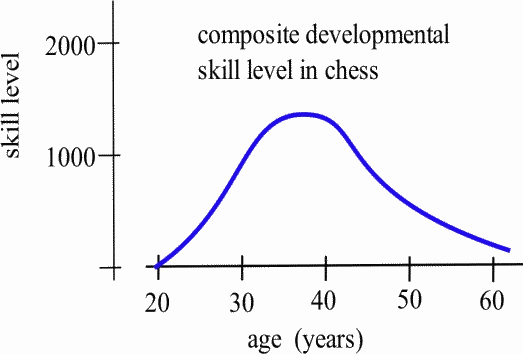 composite developmental
skill level in chess
skill level
2000
1000
20 30 40 50 60
age (years)